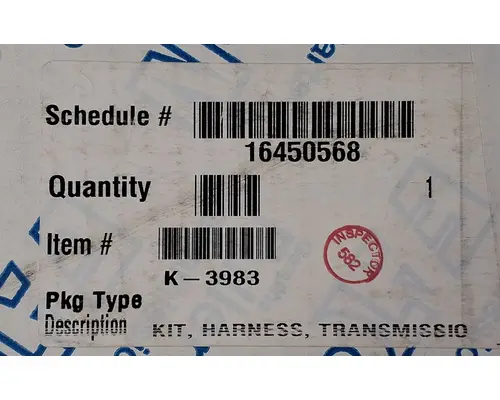 Schedule #
16450568
Quantity 1
Item #
K-3983
INSPECTOR
582
Pkg Type
Description KIT, HARNESS, TRANSMISSIO